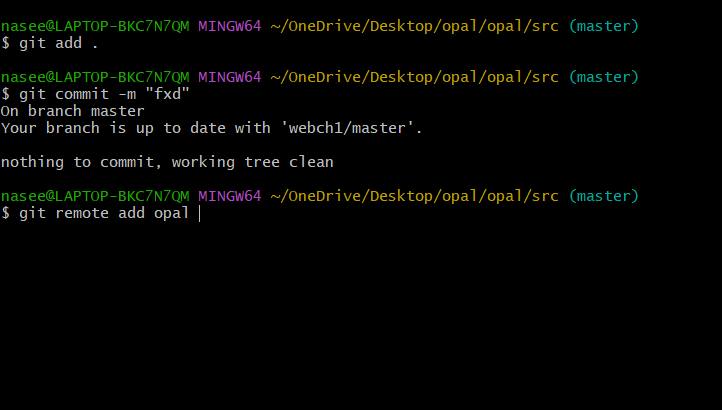 nasee@LAPTOP-BKC7N7QM MINGW64 ~/OneDrive/Desktop/opal/opal/src (master)
$ git add .
nasee@LAPTOP-BKC7N7QM MINGW64 ~/OneDrive/Desktop/opal/opal/src (master)
$ git commit -m "fxd"
On branch master
Your branch is up to date with 'webch1/master'.
nothing to commit, working tree clean
nasee@LAPTOP-BKC7N7QM MINGW64 ~/OneDrive/Desktop/opal/opal/src (master)
$ git remote add opal